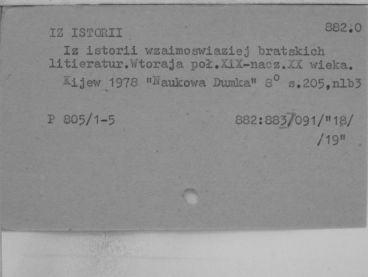 IZ ISTORII 882.0
Iz istorii wzaimoswiaziej bratskich
litieratur.Wtoraja poł.XIX-nacz.XX wieka.
Kijew 1978 "Naukowa Dumka" 8° s.205,nlb3
P 805/1-5 882:883/091/"18/
/19"